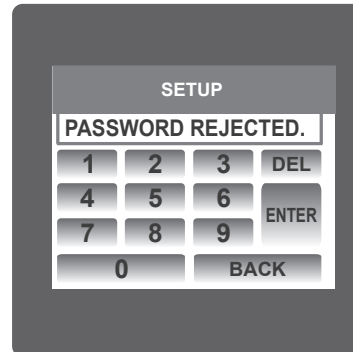 SETUP
PASSWORD REJECTED.
1 2 3 DEL
4 5 6 ENTER
7 8 9
0 BACK